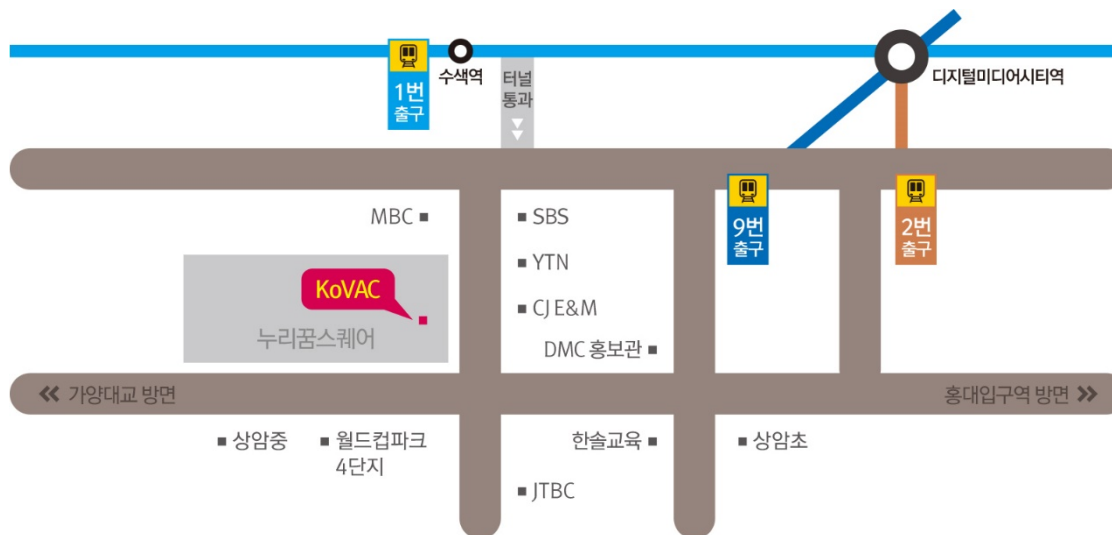 1번
출구
수색역
터널
통과
디지털미디어시티역
9번
출구
2번
출구
MBC
SBS
YTN
KoVAC
CJ E&M
누리꿈스퀘어
DMC 홍보관
가양대교 방면
홍대입구역 방면
상암중
월드컵파크
4단지
한솔교육
상암초
JTBC